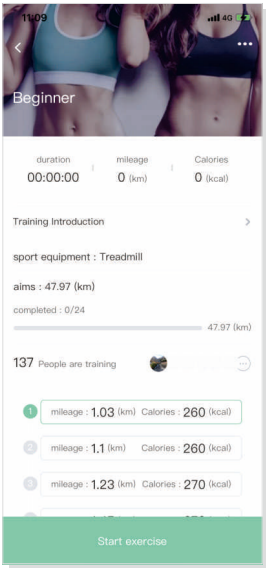 11:09
4G
Beginner
duration mileage Calories
00:00:00 0 (km) 0 (kcal)
Training Introduction
sport equipment : Treadmill
aims : 47.97 (km)
completed : 0/24
47.97 (km)
137 People are training
1 mileage : 1.03 (km) Calories : 260 (kcal)
2 mileage : 1.1 (km) Calories : 260 (kcal)
3 mileage : 1.23 (km) Calories : 270 (kcal)
Start exercise